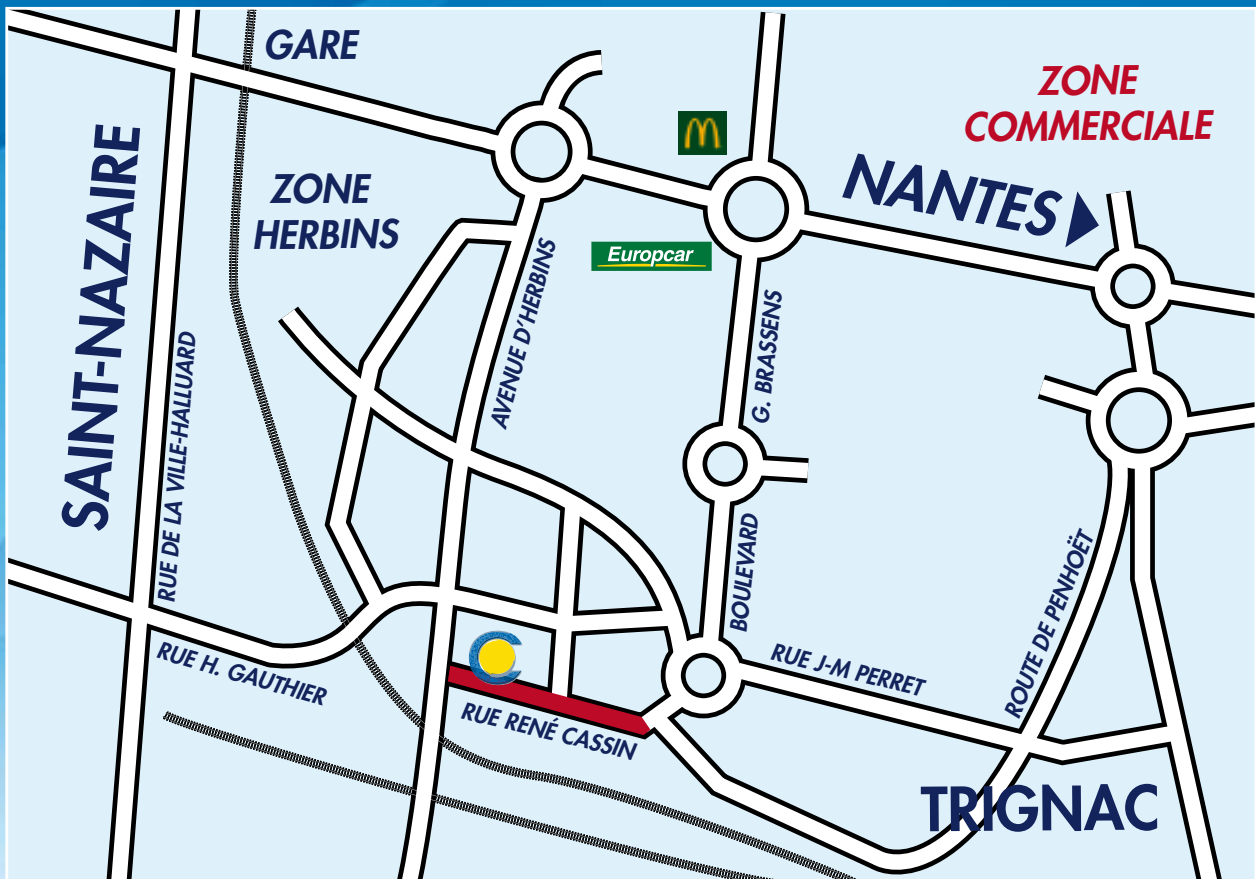 GARE
ZONE
COMMERCIALE
SAINT-NAZAIRE
ZONE
HERBINS
NANTES
Europcar
AVENUE D'HERBINS
G. BRASSENS
BOULEVARD
RUE DE LA VILLE-HALLUARD
ROUTE DE PENHOËT
RUE H. GAUTHIER
RUE J-M PERRET
RUE RENÉ CASSIN
TRIGNAC